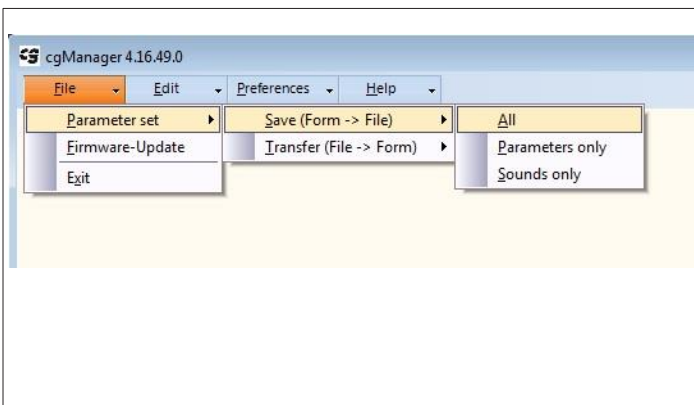 cg cgManager 4.16.49.0
File Edit Preferences Help
Parameter set Save (Form -> File) All
Firmware-Update Transfer (File -> Form) Parameters only
Exit Sounds only